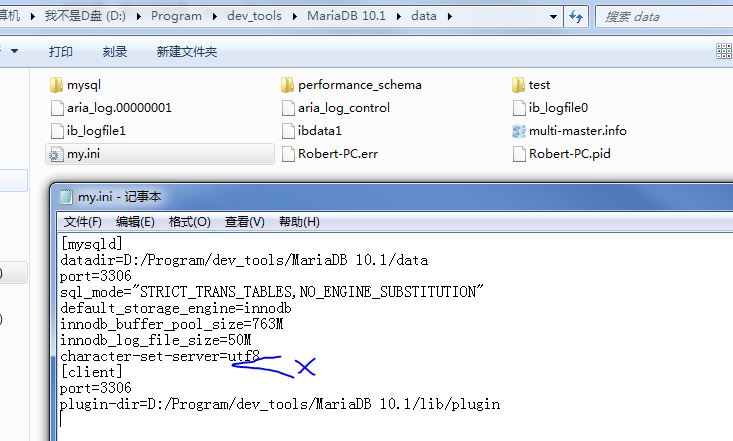 算机 ▸ 我不是D盘 (D:) ▸ Program ▸ dev_tools ▸ MariaDB 10.1 ▸ data ▸
搜索 data
打印 刻录 新建文件夹
mysql performance_schema test
aria_log.00000001 aria_log_control ib_logfile0
ib_logfile1 ibdata1 multi-master.info
my.ini Robert-PC.err Robert-PC.pid
my.ini - 记事本
文件(F) 编辑(E) 格式(O) 查看(V) 帮助(H)
[mysqld]
datadir=D:/Program/dev_tools/MariaDB 10.1/data
port=3306
sql_mode="STRICT_TRANS_TABLES,NO_ENGINE_SUBSTITUTION"
default_storage_engine=innodb
innodb_buffer_pool_size=763M
innodb_log_file_size=50M
character-set-server=utf8
X
[client]
port=3306
plugin-dir=D:/Program/dev_tools/MariaDB 10.1/lib/plugin